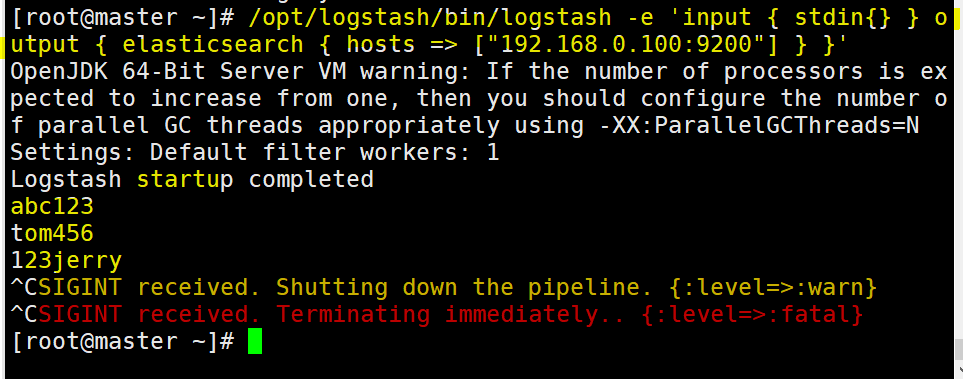 [root@master ~]# /opt/logstash/bin/logstash -e 'input { stdin{} } o
utput { elasticsearch { hosts => ["192.168.0.100:9200"] } }'
OpenJDK 64-Bit Server VM warning: If the number of processors is ex
pected to increase from one, then you should configure the number o
f parallel GC threads appropriately using -XX:ParallelGCThreads=N
Settings: Default filter workers: 1
Logstash startup completed
abc123
tom456
123jerry
^CSIGINT received. Shutting down the pipeline. {:level=>:warn}
^CSIGINT received. Terminating immediately.. {:level=>:fatal}
[root@master ~]#